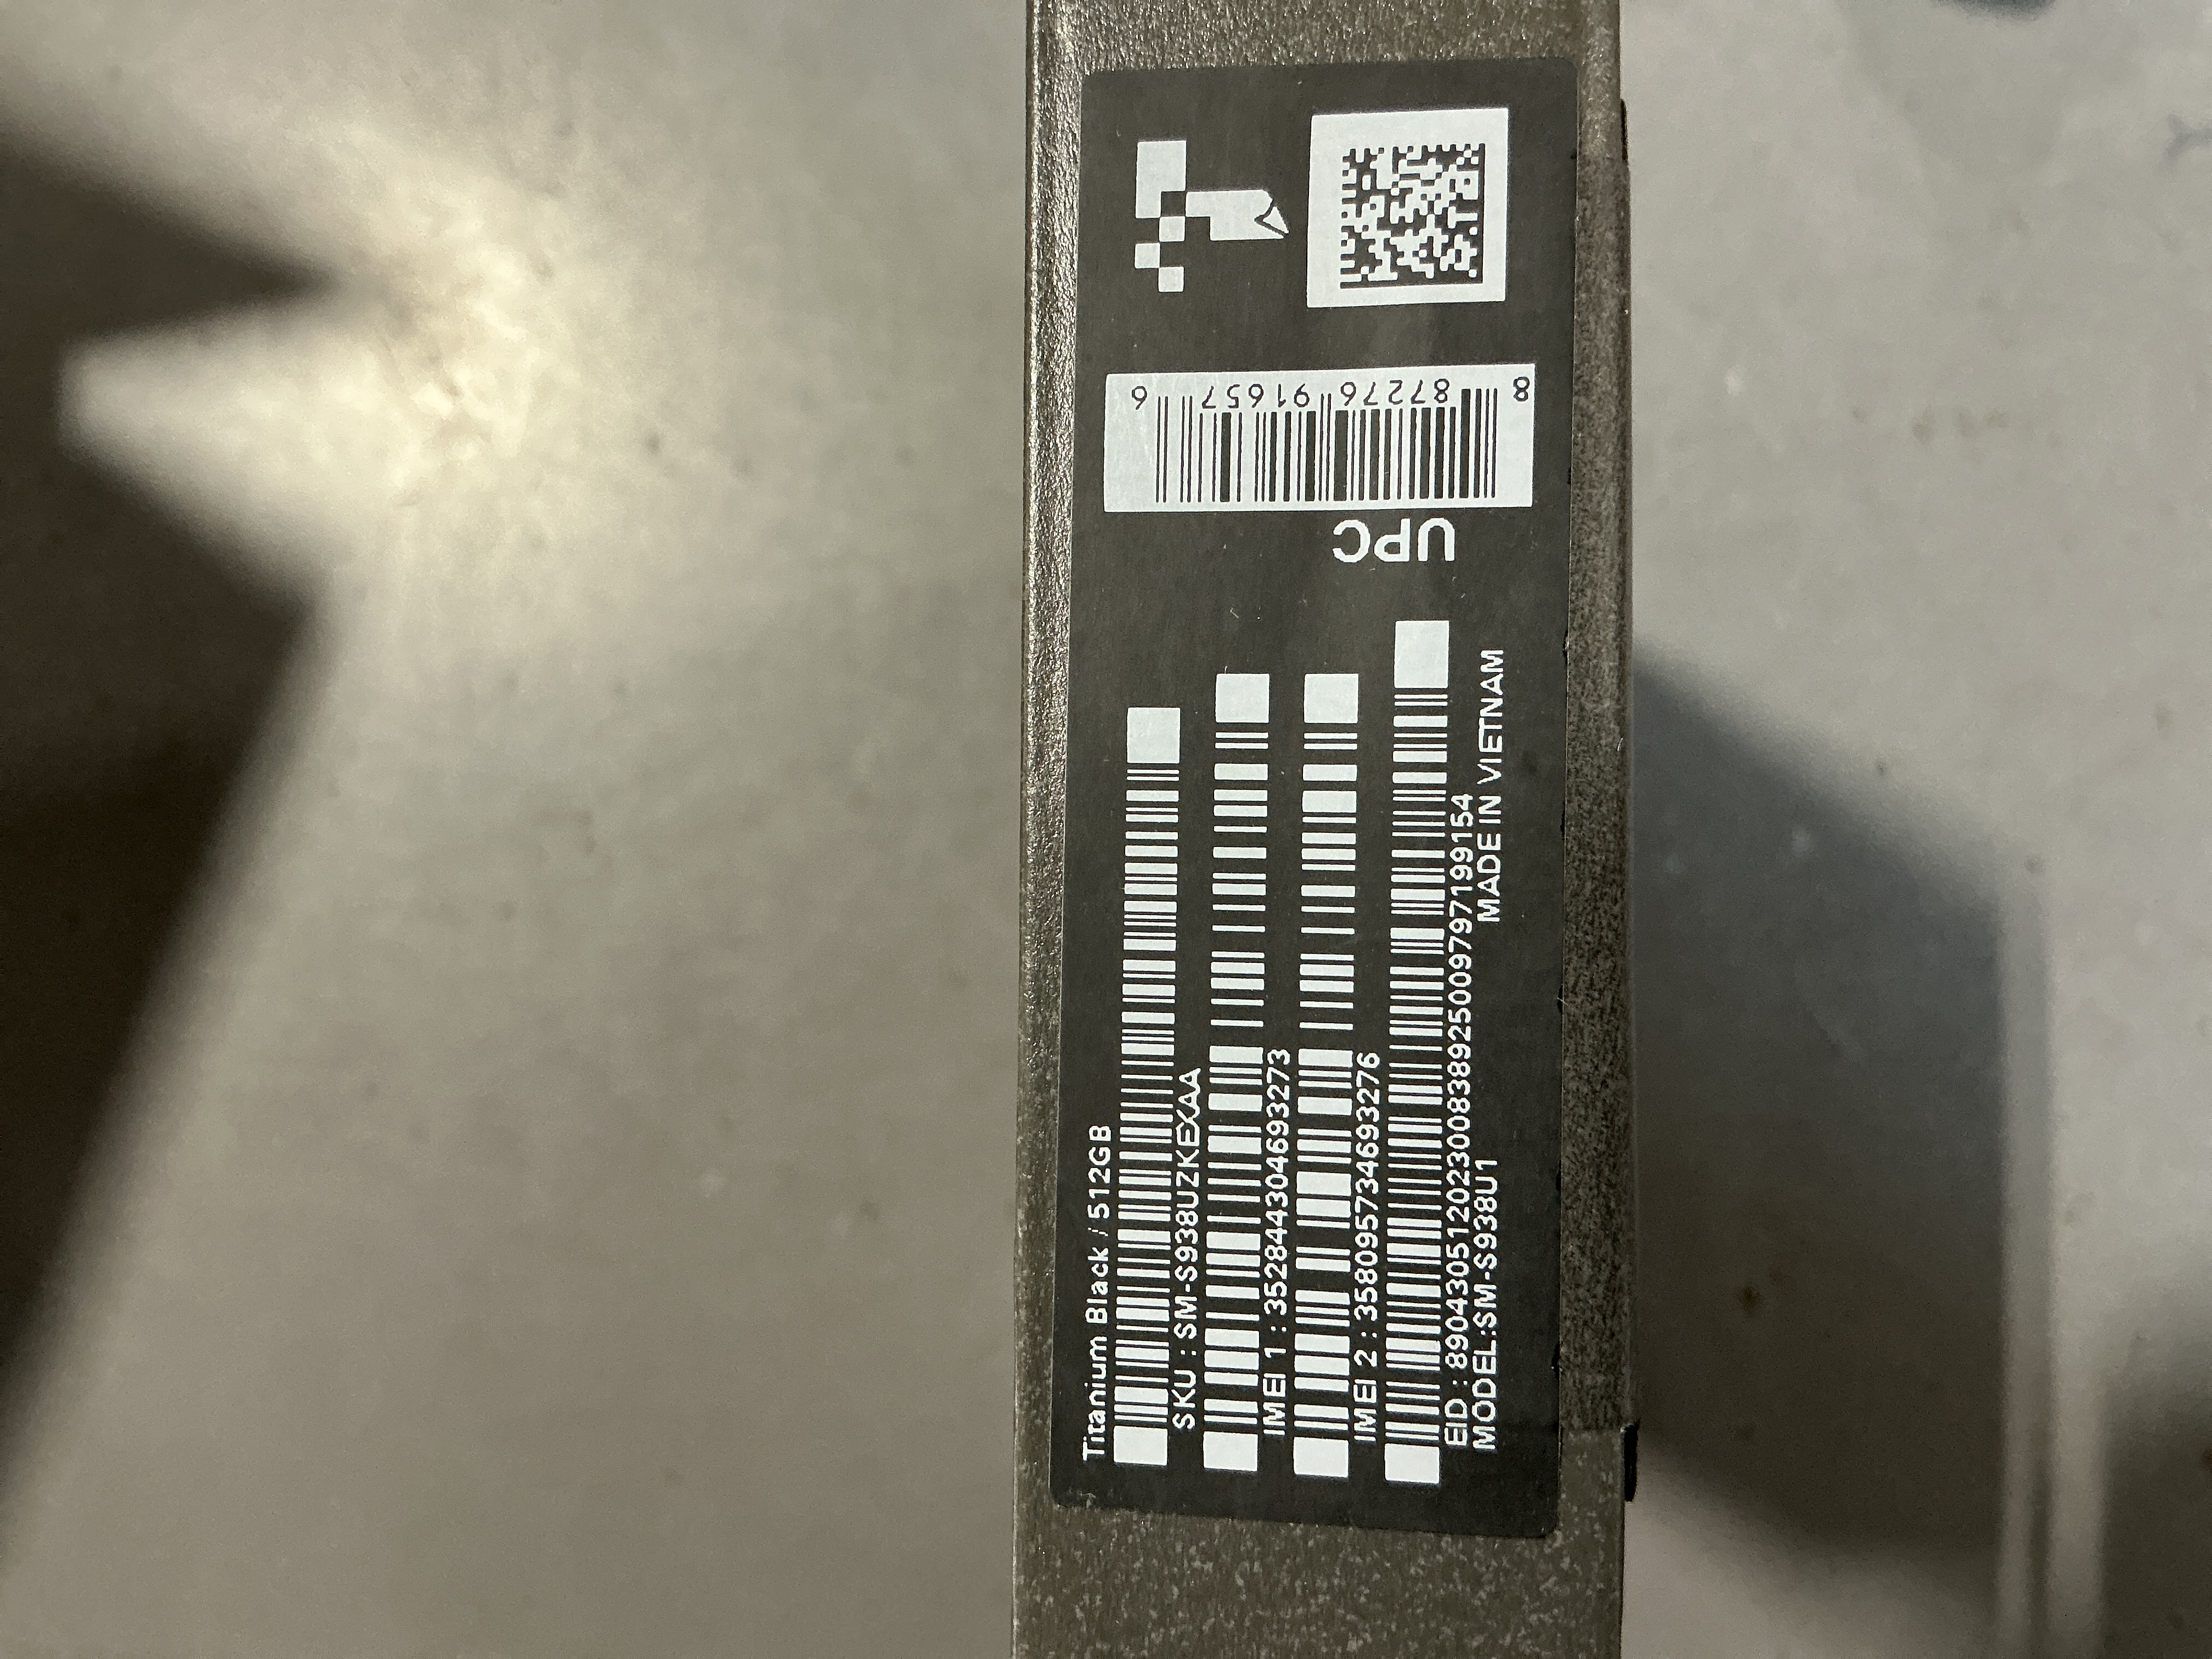 Titanium Black / 512GB
SKU : SM-S938UZKEXAA
IMEI 1 : 352844304693273
IMEI 2 : 358095734693276
EID : 89043051202300838925009797199154
MODEL:SM-S938U1
MADE IN VIETNAM
UPC
8 87276 91657 6